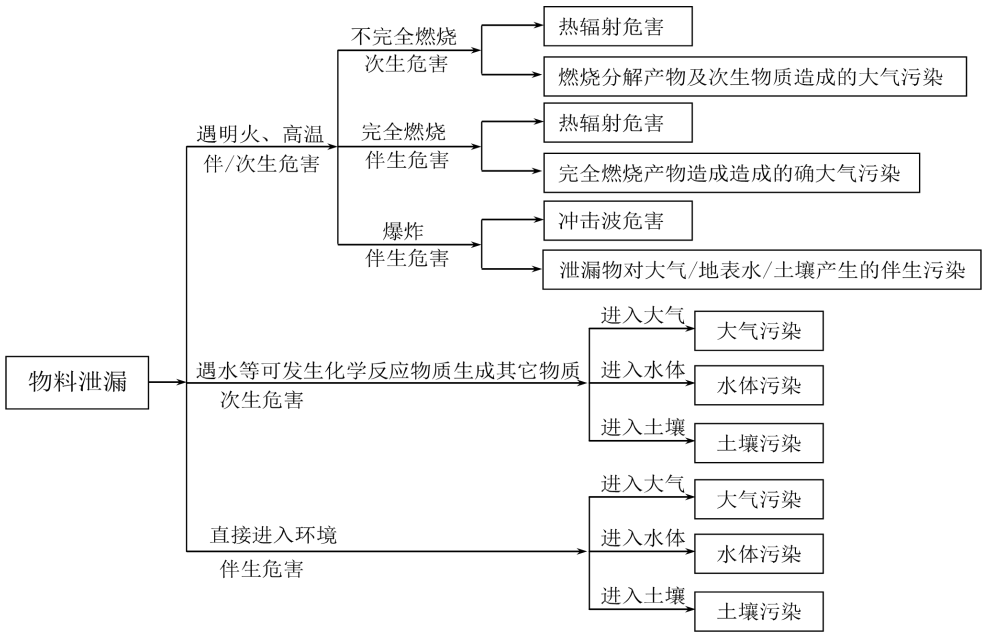 物料泄漏
遇明火、高温
伴/次生危害
不完全燃烧
次生危害
热辐射危害
燃烧分解产物及次生物质造成的大气污染
完全燃烧
伴生危害
热辐射危害
完全燃烧产物造成造成的确大气污染
爆炸
伴生危害
冲击波危害
泄漏物对大气/地表水/土壤产生的伴生污染
遇水等可发生化学反应物质生成其它物质
次生危害
进入大气
大气污染
进入水体
水体污染
进入土壤
土壤污染
直接进入环境
伴生危害
进入大气
大气污染
进入水体
水体污染
进入土壤
土壤污染